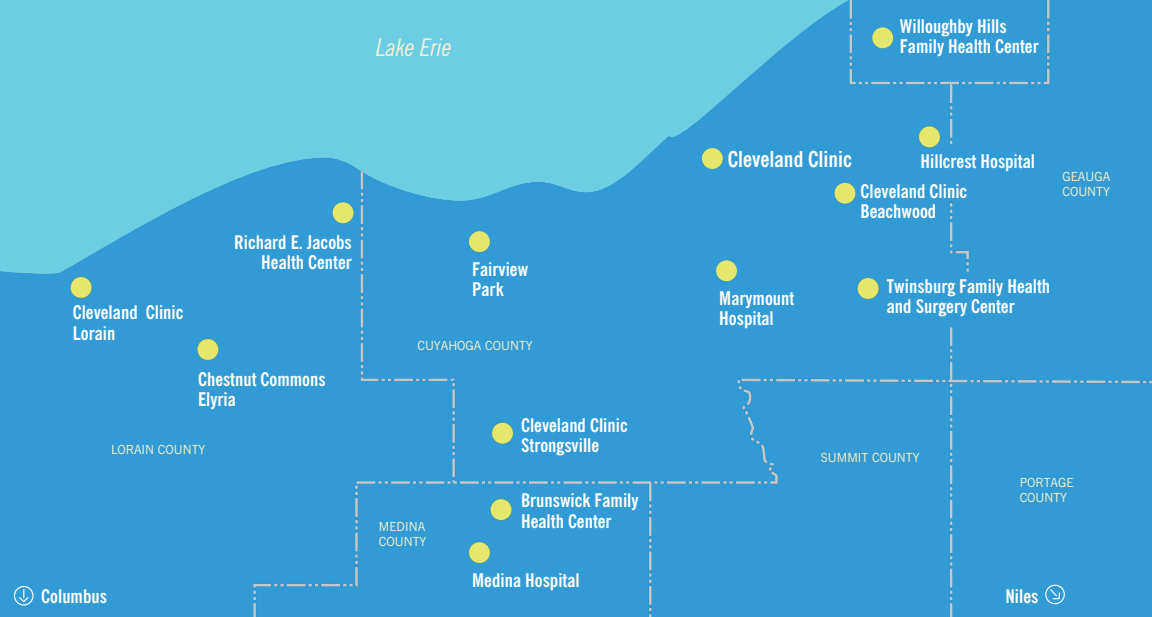 Lake Erie
Willoughby Hills
Family Health Center
Cleveland Clinic
Hillcrest Hospital
GEAUGA
COUNTY
Cleveland Clinic
Beachwood
Richard E. Jacobs
Health Center
Fairview
Park
Marymount
Hospital
Twinsburg Family Health
and Surgery Center
Cleveland Clinic
Lorain
CUYAHOGA COUNTY
Chestnut Commons
Elyria
LORAIN COUNTY
Cleveland Clinic
Strongsville
SUMMIT COUNTY
PORTAGE
COUNTY
Brunswick Family
Health Center
MEDINA
COUNTY
Medina Hospital
Columbus
Niles